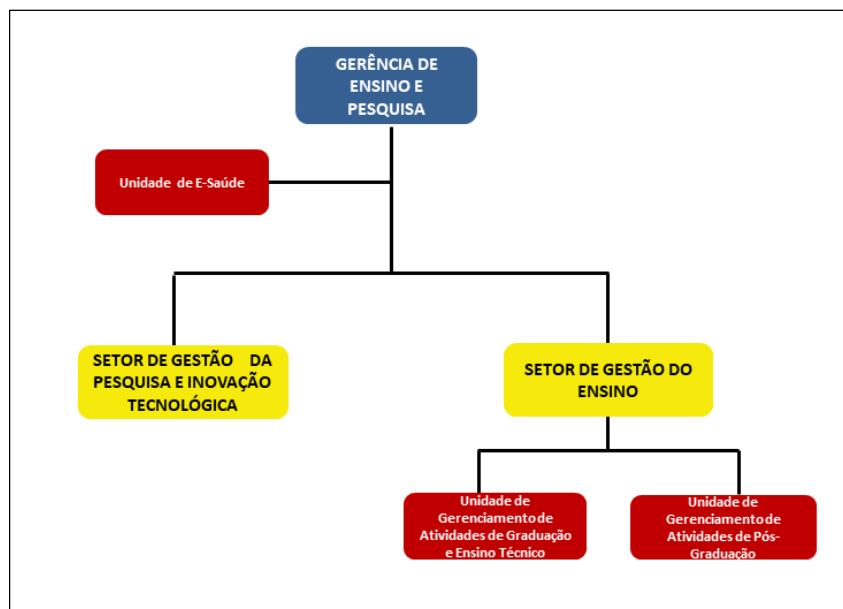 GERÊNCIA DE
ENSINO E
PESQUISA
Unidade de E-Saúde
SETOR DE GESTÃO DA
PESQUISA E INOVAÇÃO
TECNOLÓGICA
SETOR DE GESTÃO DO
ENSINO
Unidade de
Gerenciamento de
Atividades de Graduação
e Ensino Técnico
Unidade de
Gerenciamento de
Atividades de Pós-
Graduação